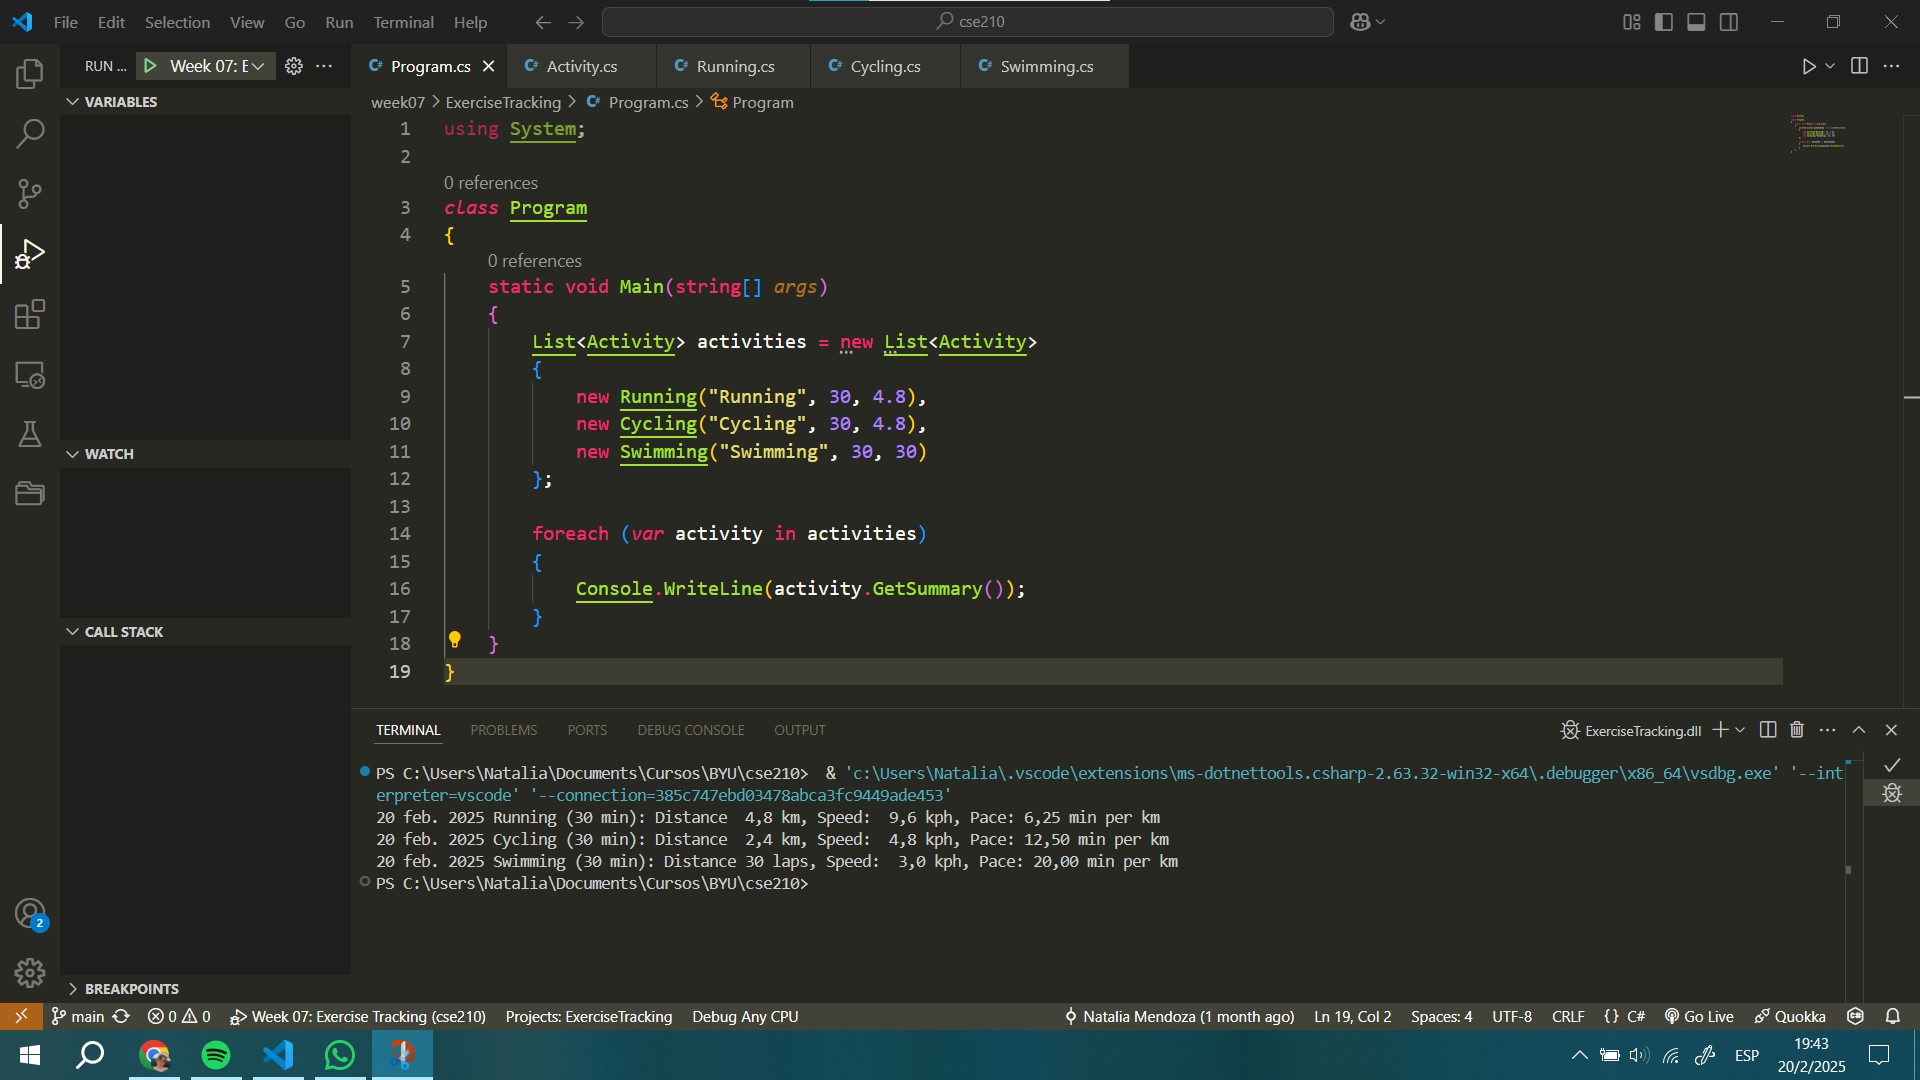 File Edit Selection View Go Run Terminal Help
cse210
RUN ... Week 07: E
Program.cs
Activity.cs
Running.cs
Cycling.cs
Swimming.cs
VARIABLES
week07 > ExerciseTracking > Program.cs > Program
1 using System;
2
0 references
3 class Program
4 {
0 references
5 static void Main(string[] args)
6 {
7 List<Activity> activities = new List<Activity>
8 {
9 new Running("Running", 30, 4.8),
10 new Cycling("Cycling", 30, 4.8),
11 new Swimming("Swimming", 30, 30)
12 };
13
14 foreach (var activity in activities)
15 {
16 Console.WriteLine(activity.GetSummary());
17 }
18 }
19 }
WATCH
CALL STACK
BREAKPOINTS
TERMINAL PROBLEMS PORTS DEBUG CONSOLE OUTPUT
ExerciseTracking.dll
PS C:\Users\Natalia\Documents\Cursos\BYU\cse210> & 'c:\Users\Natalia\.vscode\extensions\ms-dotnettools.csharp-2.63.32-win32-x64\.debugger\x86_64\vsdbg.exe' '--int
erpreter=vscode' '--connection=385c747ebd03478abca3fc9449ade453'
20 feb. 2025 Running (30 min): Distance 4,8 km, Speed: 9,6 kph, Pace: 6,25 min per km
20 feb. 2025 Cycling (30 min): Distance 2,4 km, Speed: 4,8 kph, Pace: 12,50 min per km
20 feb. 2025 Swimming (30 min): Distance 30 laps, Speed: 3,0 kph, Pace: 20,00 min per km
PS C:\Users\Natalia\Documents\Cursos\BYU\cse210>
2
main 0 0 Week 07: Exercise Tracking (cse210) Projects: ExerciseTracking Debug Any CPU
Natalia Mendoza (1 month ago) Ln 19, Col 2 Spaces: 4 UTF-8 CRLF {} C# Go Live Quokka
ESP
19:43
20/2/2025